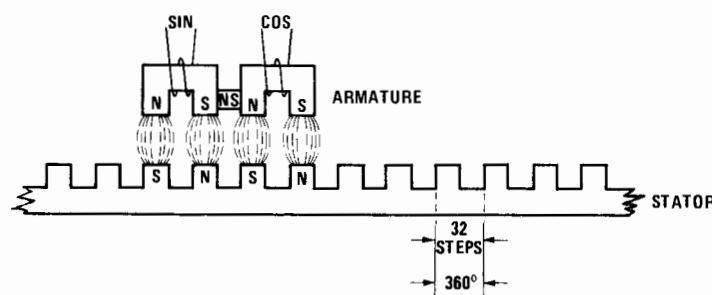 SIN COS
N S NS N S
ARMATURE
S N S N
STATOR
32
STEPS
360°